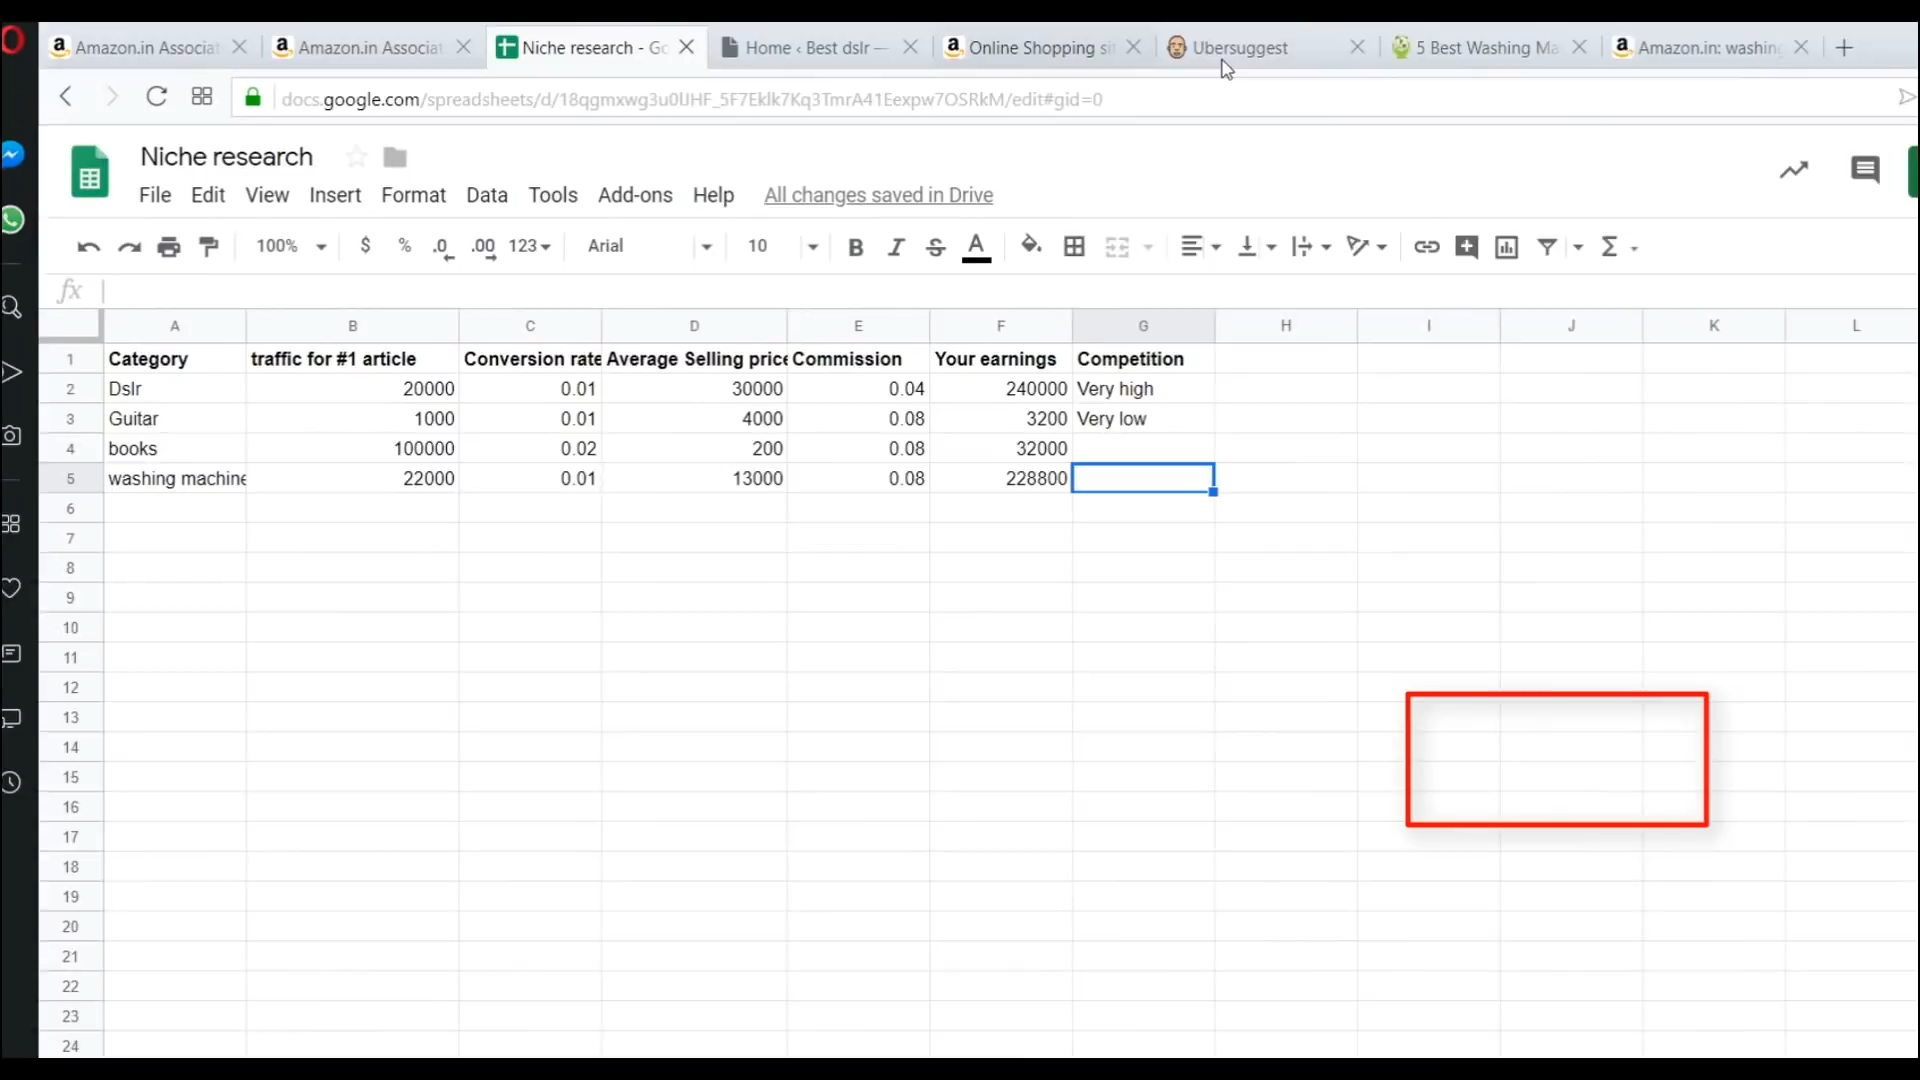 Amazon.in Associat
Amazon.in Associat
Niche research - Go
Home ‹ Best dslr —
Online Shopping sit
Ubersuggest
5 Best Washing Ma
Amazon.in: washing
docs.google.com/spreadsheets/d/18qgmxwg3u0lJHF_5F7Eklk7Kq3TmrA41Eexpw7OSRkM/edit#gid=0
Niche research
File Edit View Insert Format Data Tools Add-ons Help All changes saved in Drive
100% $ % .0 .00 123 Arial 10 B I S A Σ
fx
A B C D E F G H I J K L
1 Category traffic for #1 article Conversion rate Average Selling price Commission Your earnings Competition
2 Dslr 20000 0.01 30000 0.04 240000 Very high
3 Guitar 1000 0.01 4000 0.08 3200 Very low
4 books 100000 0.02 200 0.08 32000
5 washing machine 22000 0.01 13000 0.08 228800
6
7
8
9
10
11
12
13
14
15
16
17
18
19
20
21
22
23
24